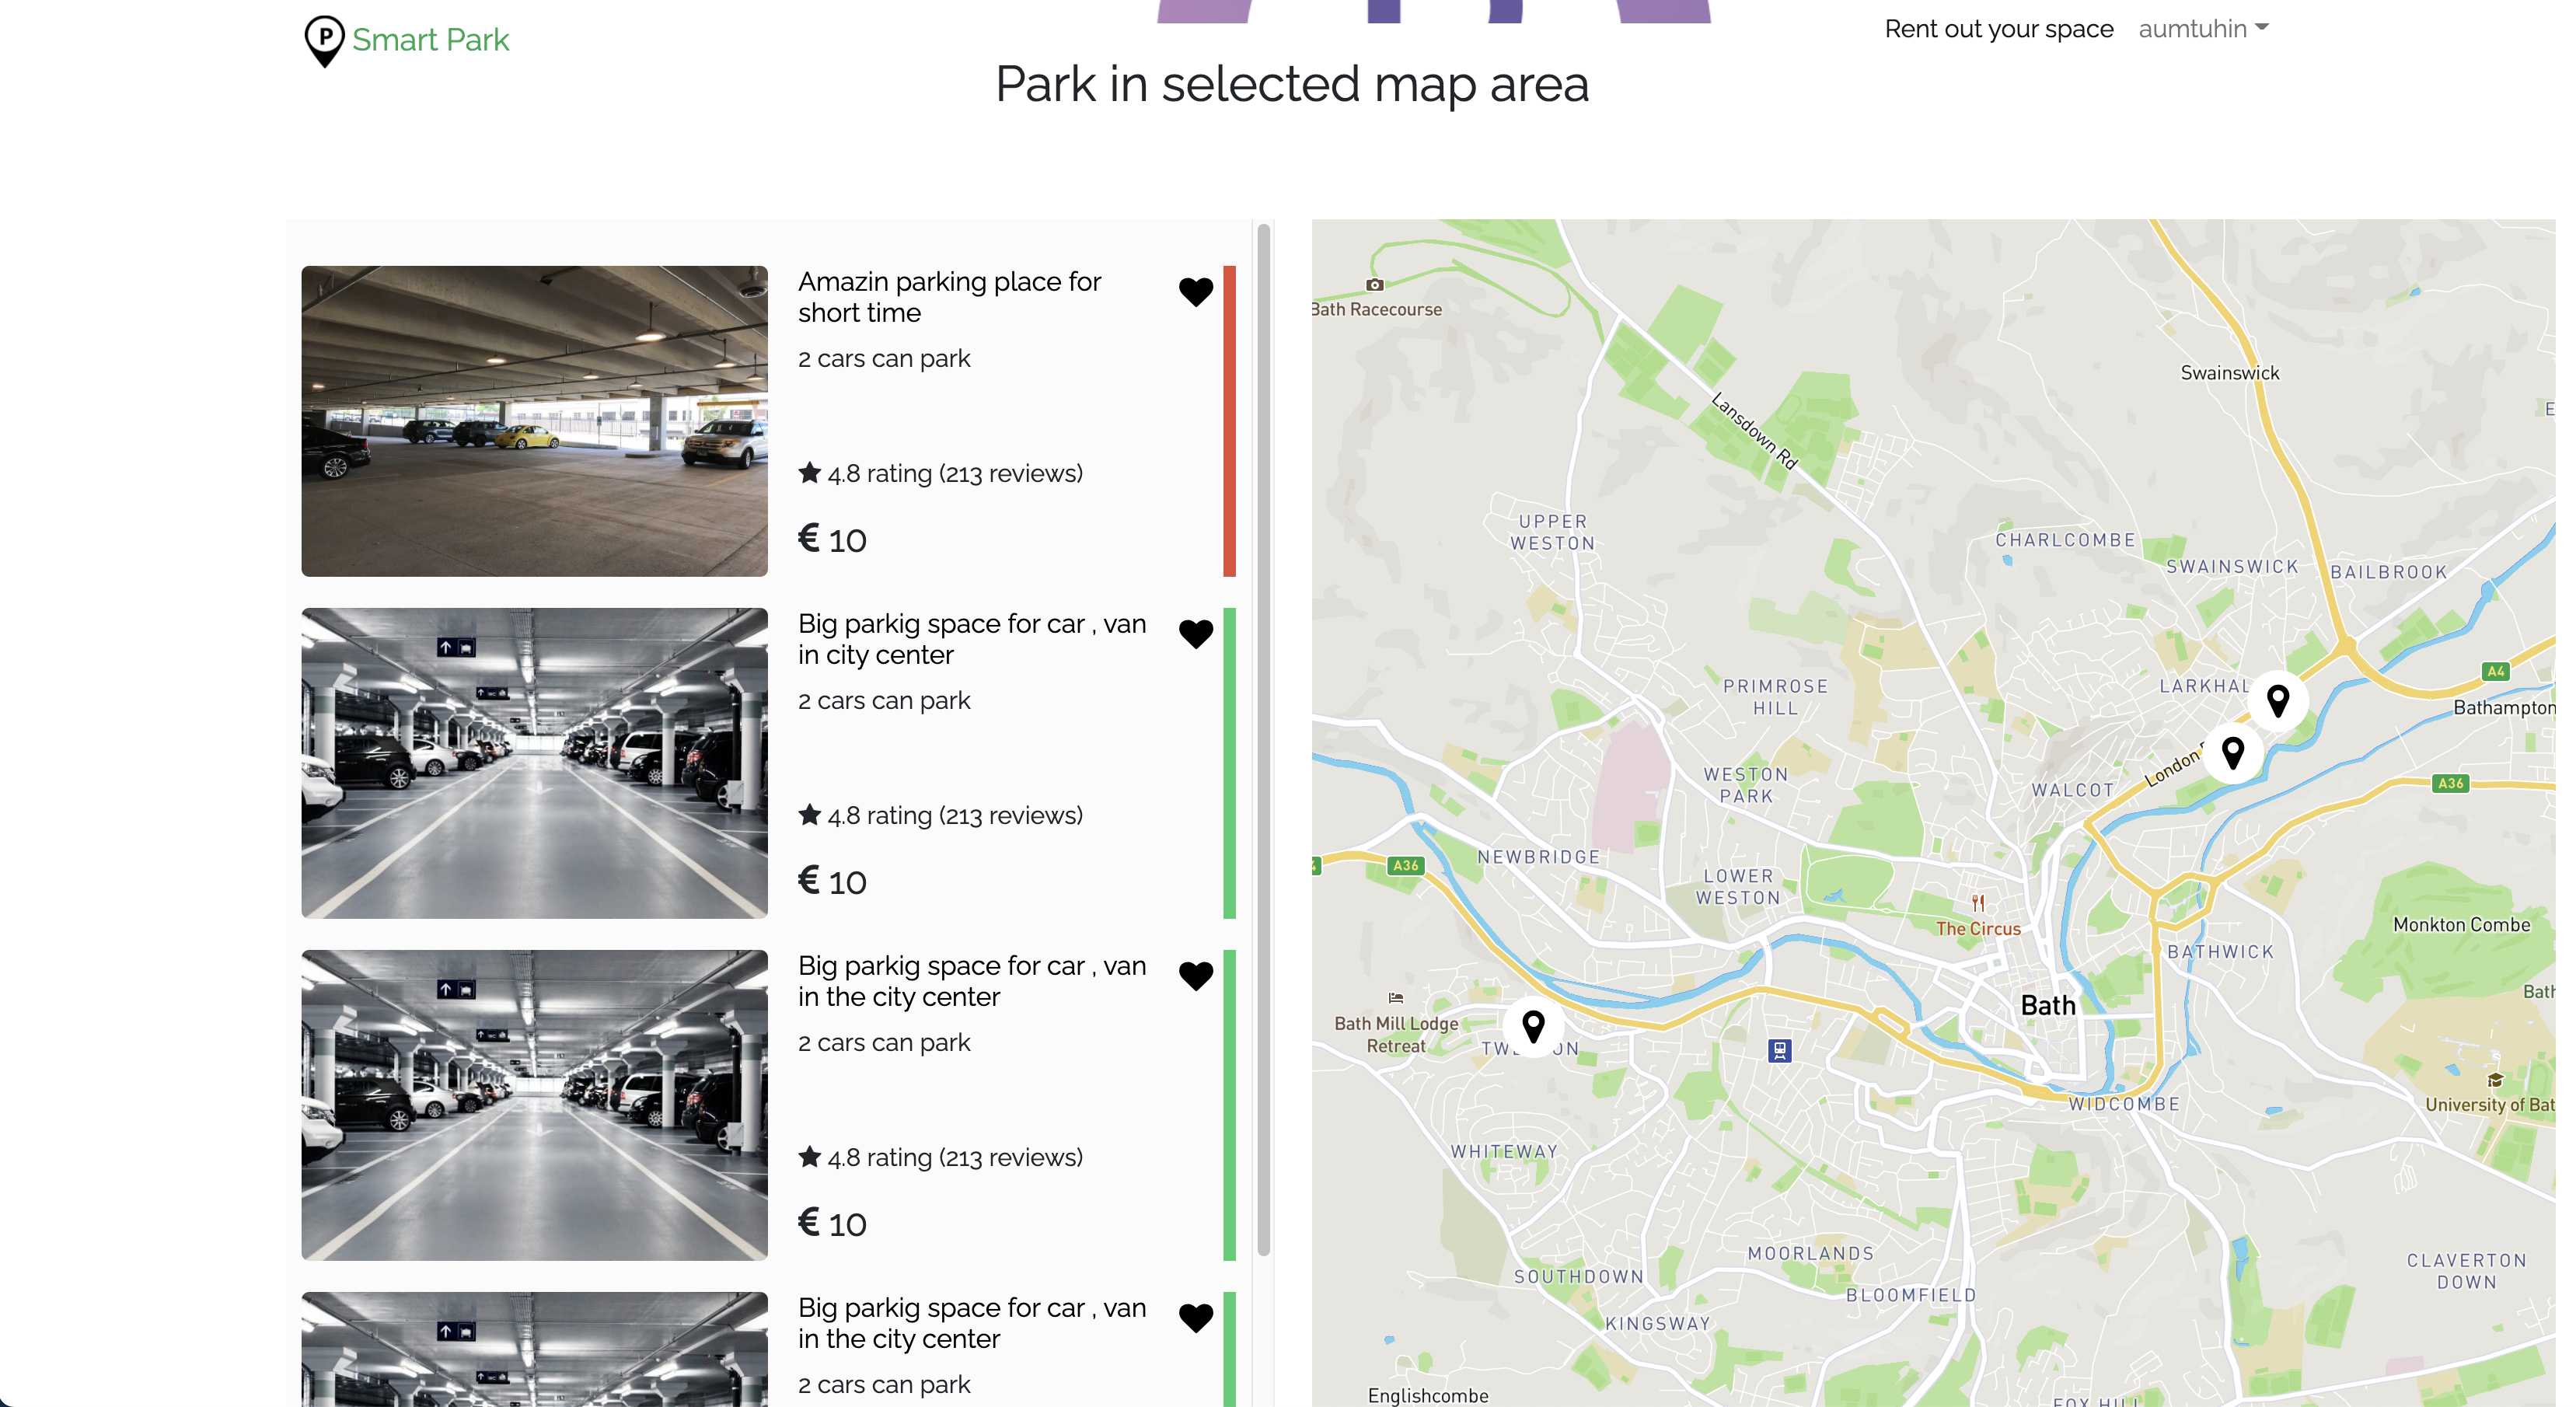 Smart Park
Rent out your space
aumtuhin
Park in selected map area
Amazin parking place for
short time
2 cars can park
4.8 rating (213 reviews)
€ 10
Big parkig space for car , van
in city center
2 cars can park
4.8 rating (213 reviews)
€ 10
Big parkig space for car , van
in the city center
2 cars can park
4.8 rating (213 reviews)
€ 10
Big parkig space for car , van
in the city center
2 cars can park
Bath Racecourse
Swainswick
Lansdown Rd
UPPER
WESTON
CHARLCOMBE
SWAINSWICK
BAILBROOK
A4
PRIMROSE
HILL
LARKHAL
Bathampton
London
WESTON
PARK
WALCOT
A36
NEWBRIDGE
A36
LOWER
WESTON
The Circus
Monkton Combe
BATHWICK
Bath
Bath
Bath Mill Lodge
Retreat
WIDCOMBE
University of Bat
WHITEWAY
MOORLANDS
SOUTHDOWN
CLAVERTON
DOWN
BLOOMFIELD
KINGSWAY
Englishcombe
FOX HILL